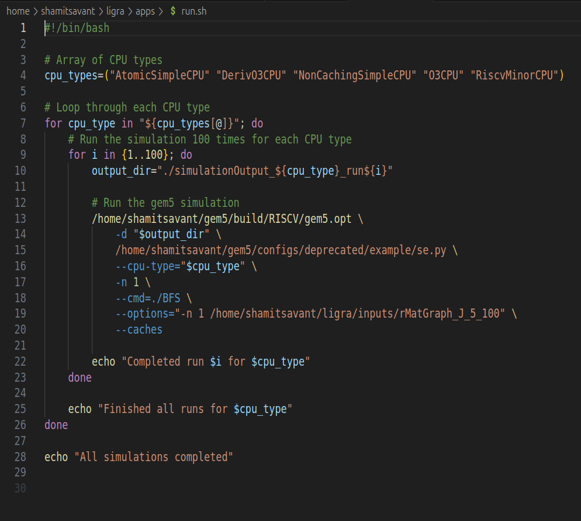 home > shamitsavant > ligra > apps > $ run.sh
1 #!/bin/bash
2
3 # Array of CPU types
4 cpu_types=("AtomicSimpleCPU" "DerivO3CPU" "NonCachingSimpleCPU" "O3CPU" "RiscvMinorCPU")
5
6 # Loop through each CPU type
7 for cpu_type in "${cpu_types[@]}"; do
8 # Run the simulation 100 times for each CPU type
9 for i in {1..100}; do
10 output_dir="./simulationOutput_${cpu_type}_run${i}"
11
12 # Run the gem5 simulation
13 /home/shamitsavant/gem5/build/RISCV/gem5.opt \
14 -d "$output_dir" \
15 /home/shamitsavant/gem5/configs/deprecated/example/se.py \
16 --cpu-type="$cpu_type" \
17 -n 1 \
18 --cmd=./BFS \
19 --options="-n 1 /home/shamitsavant/ligra/inputs/rMatGraph_J_5_100" \
20 --caches
21
22 echo "Completed run $i for $cpu_type"
23 done
24
25 echo "Finished all runs for $cpu_type"
26 done
27
28 echo "All simulations completed"
29
30